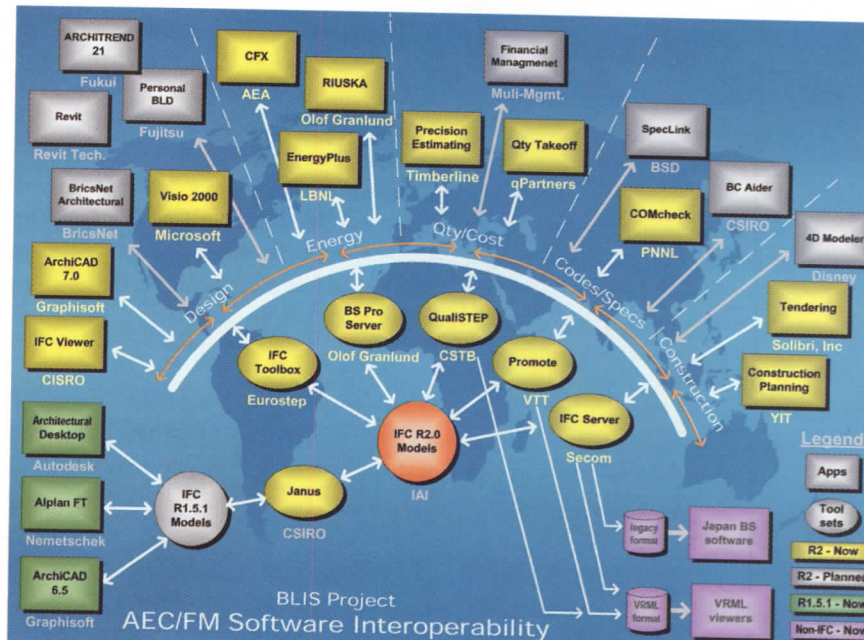 ARCHITREND
21
Fukui
Personal
BLD
Fujitsu
Revit
Revit Tech.
BricsNet
Architectural
BricsNet
Visio 2000
Microsoft
ArchiCAD
7.0
Graphisoft
IFC Viewer
CISRO
CFX
AEA
RIUSKA
Olof Granlund
EnergyPlus
LBNL
Financial
Managmenet
Muli-Mgmt.
Precision
Estimating
Timberline
Qty Takeoff
qPartners
SpecLink
BSD
BC Aider
CSIRO
COMcheck
PNNL
4D Modeler
Disney
Tendering
Solibri, Inc
Construction
Planning
YIT
Design
Energy
Qty/Cost
Codes/Specs
Construction
IFC
Toolbox
Eurostep
BS Pro
Server
Olof Granlund
QualiSTEP
CSTB
Promote
VTT
IFC Server
Secom
IFC R2.0
Models
IAI
Janus
CSIRO
IFC
R1.5.1
Models
Architectural
Desktop
Autodesk
Alplan FT
Nemetschek
ArchiCAD
6.5
Graphisoft
legacy
format
Japan BS
software
VRML
format
VRML
viewers
Legend
Apps
Tool
sets
R2 - Now
R2 - Planned
R1.5.1 - Now
Non-IFC - Now
BLIS Project
AEC/FM Software Interoperability